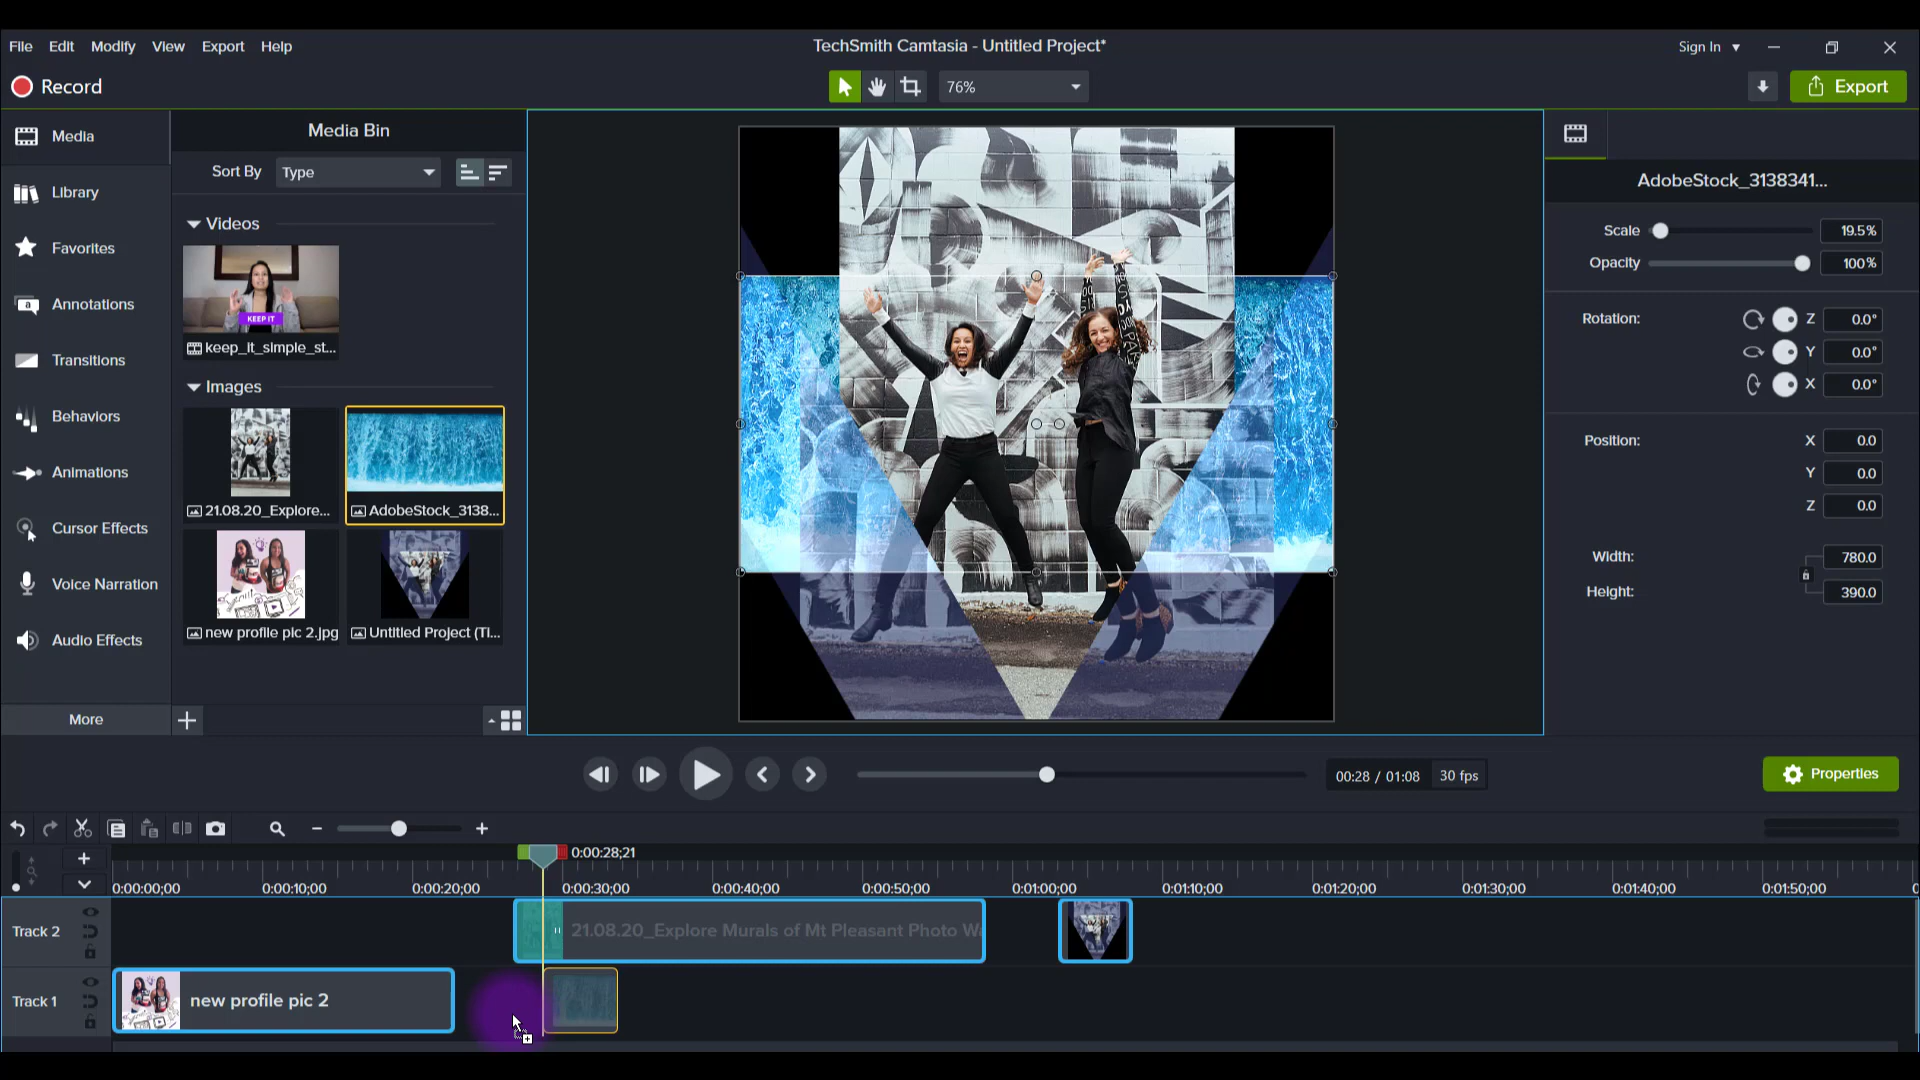 File Edit Modify View Export Help
TechSmith Camtasia - Untitled Project*
Sign In
Record
76%
Export
Media
Library
Favorites
Annotations
Transitions
Behaviors
Animations
Cursor Effects
Voice Narration
Audio Effects
More
Media Bin
Sort By Type
Videos
KEEP IT
keep_it_simple_st...
Images
21.08.20_Explore...
AdobeStock_3138...
new profile pic 2.jpg
Untitled Project (Ti...
AdobeStock_3138341...
Scale 19.5%
Opacity 100%
Rotation: Z 0.0°
Y 0.0°
X 0.0°
Position: X 0.0
Y 0.0
Z 0.0
Width: 780.0
Height: 390.0
00:28 / 01:08 30 fps
Properties
0:00:28;21
0:00:00;00 0:00:10;00 0:00:20;00 0:00:30;00 0:00:40;00 0:00:50;00 0:01:00;00 0:01:10;00 0:01:20;00 0:01:30;00 0:01:40;00 0:01:50;00
Track 2
21.08.20_Explore Murals of Mt Pleasant Photo W
Track 1
new profile pic 2